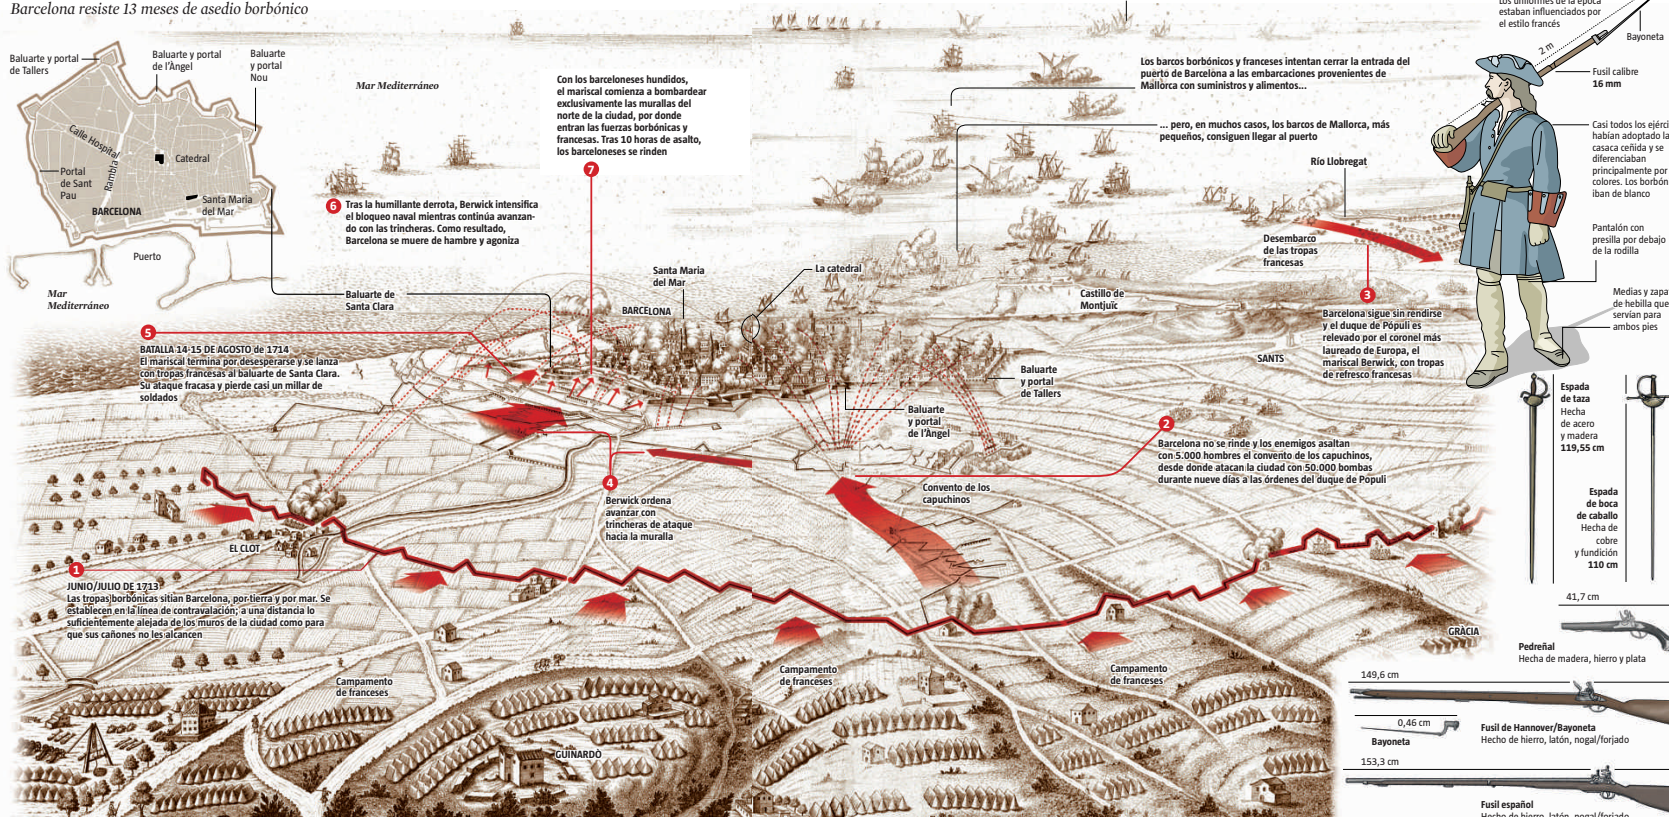 Barcelona resiste 13 meses de asedio borbónico
Baluarte y portal
de Tallers
Baluarte y portal
de l'Àngel
Baluarte
y portal
Nou
Calle Hospital
Rambla
Catedral
Portal
de Sant
Pau
Santa Maria
del Mar
BARCELONA
Puerto
Mar
Mediterráneo
Mar Mediterráneo
Baluarte de
Santa Clara
Con los barceloneses hundidos,
el mariscal comienza a bombardear
exclusivamente las murallas del
norte de la ciudad, por donde
entran las fuerzas borbónicas y
francesas. Tras 10 horas de asalto,
los barceloneses se rinden
7
6
Tras la humillante derrota, Berwick intensifica
el bloqueo naval mientras continúa avanzan-
do con las trincheras. Como resultado,
Barcelona se muere de hambre y agoniza
Los barcos borbónicos y franceses intentan cerrar la entrada del
puerto de Barcelona a las embarcaciones provenientes de
Mallorca con suministros y alimentos...
... pero, en muchos casos, los barcos de Mallorca, más
pequeños, consiguen llegar al puerto
Río Llobregat
Desembarco
de las tropas
francesas
3
Barcelona sigue sin rendirse
y el duque de Pópuli es
relevado por el coronel más
laureado de Europa, el
mariscal Berwick, con tropas
de refresco francesas
Santa Maria
del Mar
La catedral
BARCELONA
Castillo de
Montjuïc
SANTS
5
BATALLA 14-15 DE AGOSTO de 1714
El mariscal termina por desesperarse y se lanza
con tropas francesas al baluarte de Santa Clara.
Su ataque fracasa y pierde casi un millar de
soldados
Baluarte
y portal
de Tallers
Baluarte
y portal
de l'Àngel
2
Barcelona no se rinde y los enemigos asaltan
con 5.000 hombres el convento de los capuchinos,
desde donde atacan la ciudad con 50.000 bombas
durante nueve días a las órdenes del duque de Pópuli
Convento de los
capuchinos
4
Berwick ordena
avanzar con
trincheras de ataque
hacia la muralla
EL CLOT
1
JUNIO/JULIO DE 1713
Las tropas borbónicas sitian Barcelona, por tierra y por mar. Se
establecen en la línea de contravalación; a una distancia lo
suficientemente alejada de los muros de la ciudad como para
que sus cañones no les alcancen
Campamento
de franceses
Campamento
de franceses
Campamento
de franceses
GUINARDÓ
GRÀCIA
Los uniformes de la época
estaban influenciados por
el estilo francés
2 m
Bayoneta
Fusil calibre
16 mm
Casi todos los ejérci
habían adoptado la
casaca ceñida y se
diferenciaban
principalmente por
colores. Los borbón
iban de blanco
Pantalón con
presilla por debajo
de la rodilla
Medias y zapa
de hebilla que
servían para
ambos pies
Espada
de taza
Hecha
de acero
y madera
119,55 cm
Espada
de boca
de caballo
Hecha de
cobre
y fundición
110 cm
41,7 cm
Pedreñal
Hecha de madera, hierro y plata
149,6 cm
0,46 cm
Bayoneta
Fusil de Hannover/Bayoneta
Hecho de hierro, latón, nogal/forjado
153,3 cm
Fusil español
Hecho de hierro, latón, nogal/forjado